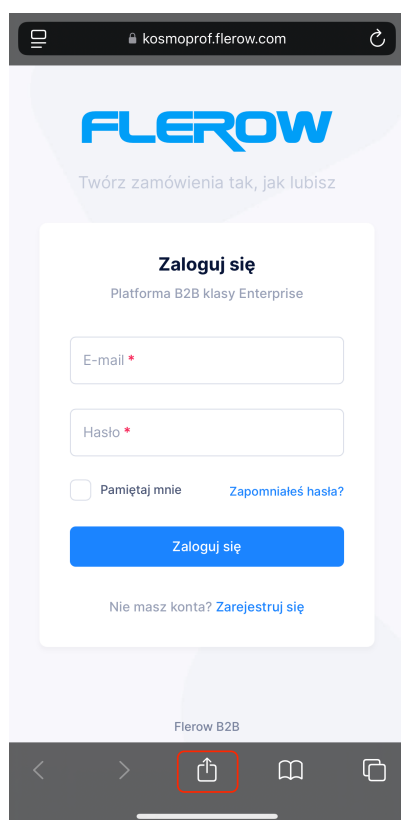 kosmoprof.flerow.com
FLEROW
Twórz zamówienia tak, jak lubisz
Zaloguj się
Platforma B2B klasy Enterprise
E-mail *
Hasło *
Pamiętaj mnie
Zapomniałeś hasła?
Zaloguj się
Nie masz konta? Zarejestruj się
Flerow B2B